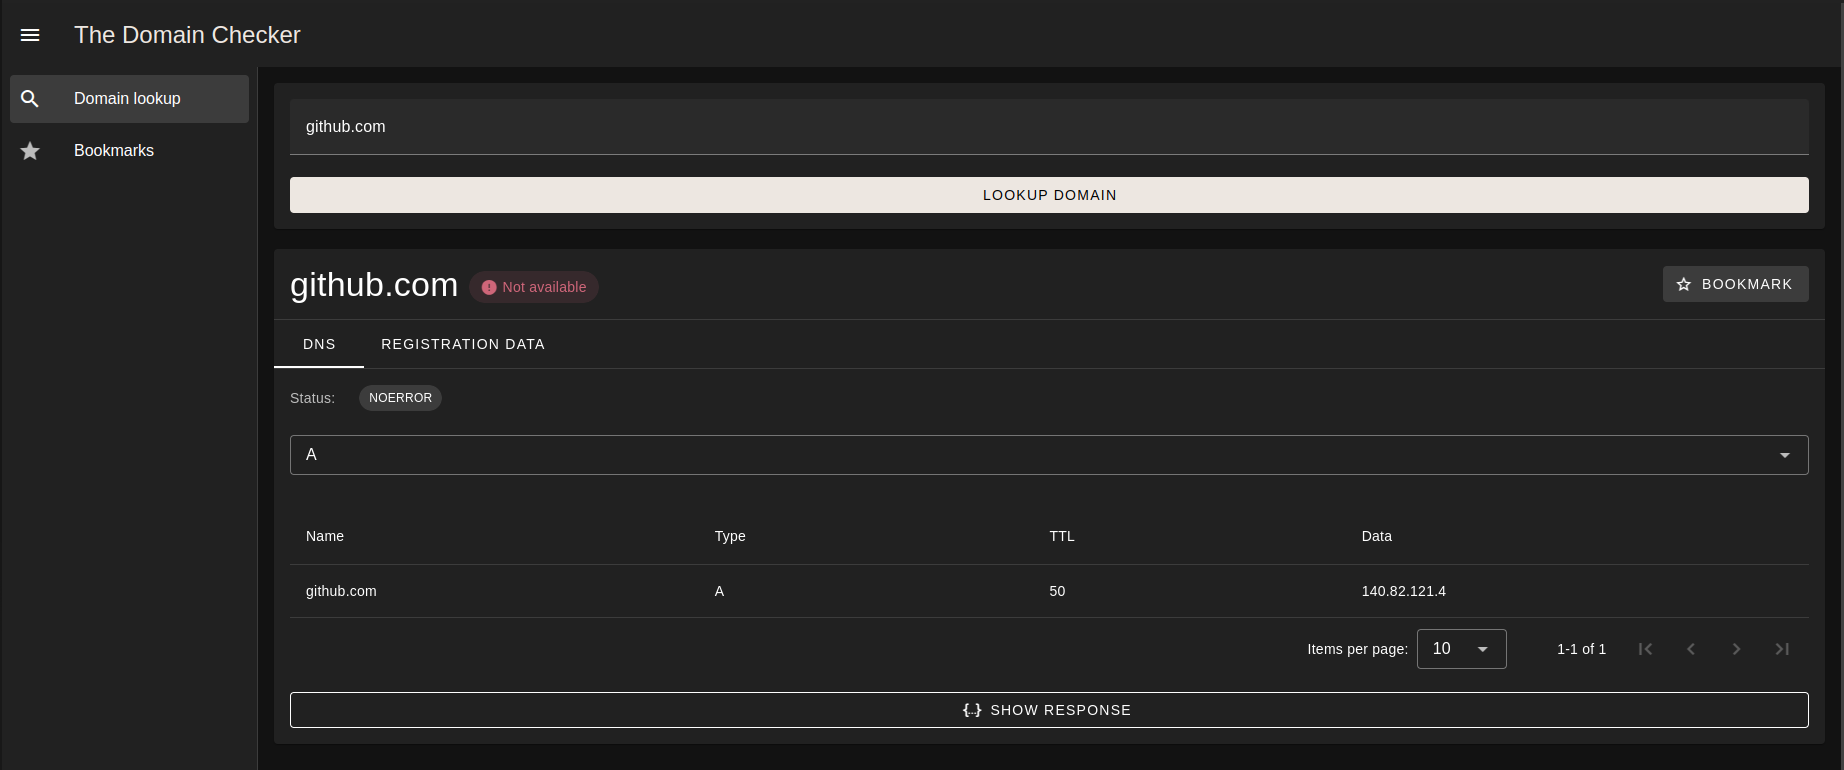 The Domain Checker
Domain lookup
Bookmarks
github.com
LOOKUP DOMAIN
github.com Not available
BOOKMARK
DNS REGISTRATION DATA
Status: NOERROR
A
Name Type TTL Data
github.com A 50 140.82.121.4
Items per page: 10 1-1 of 1
{...} SHOW RESPONSE